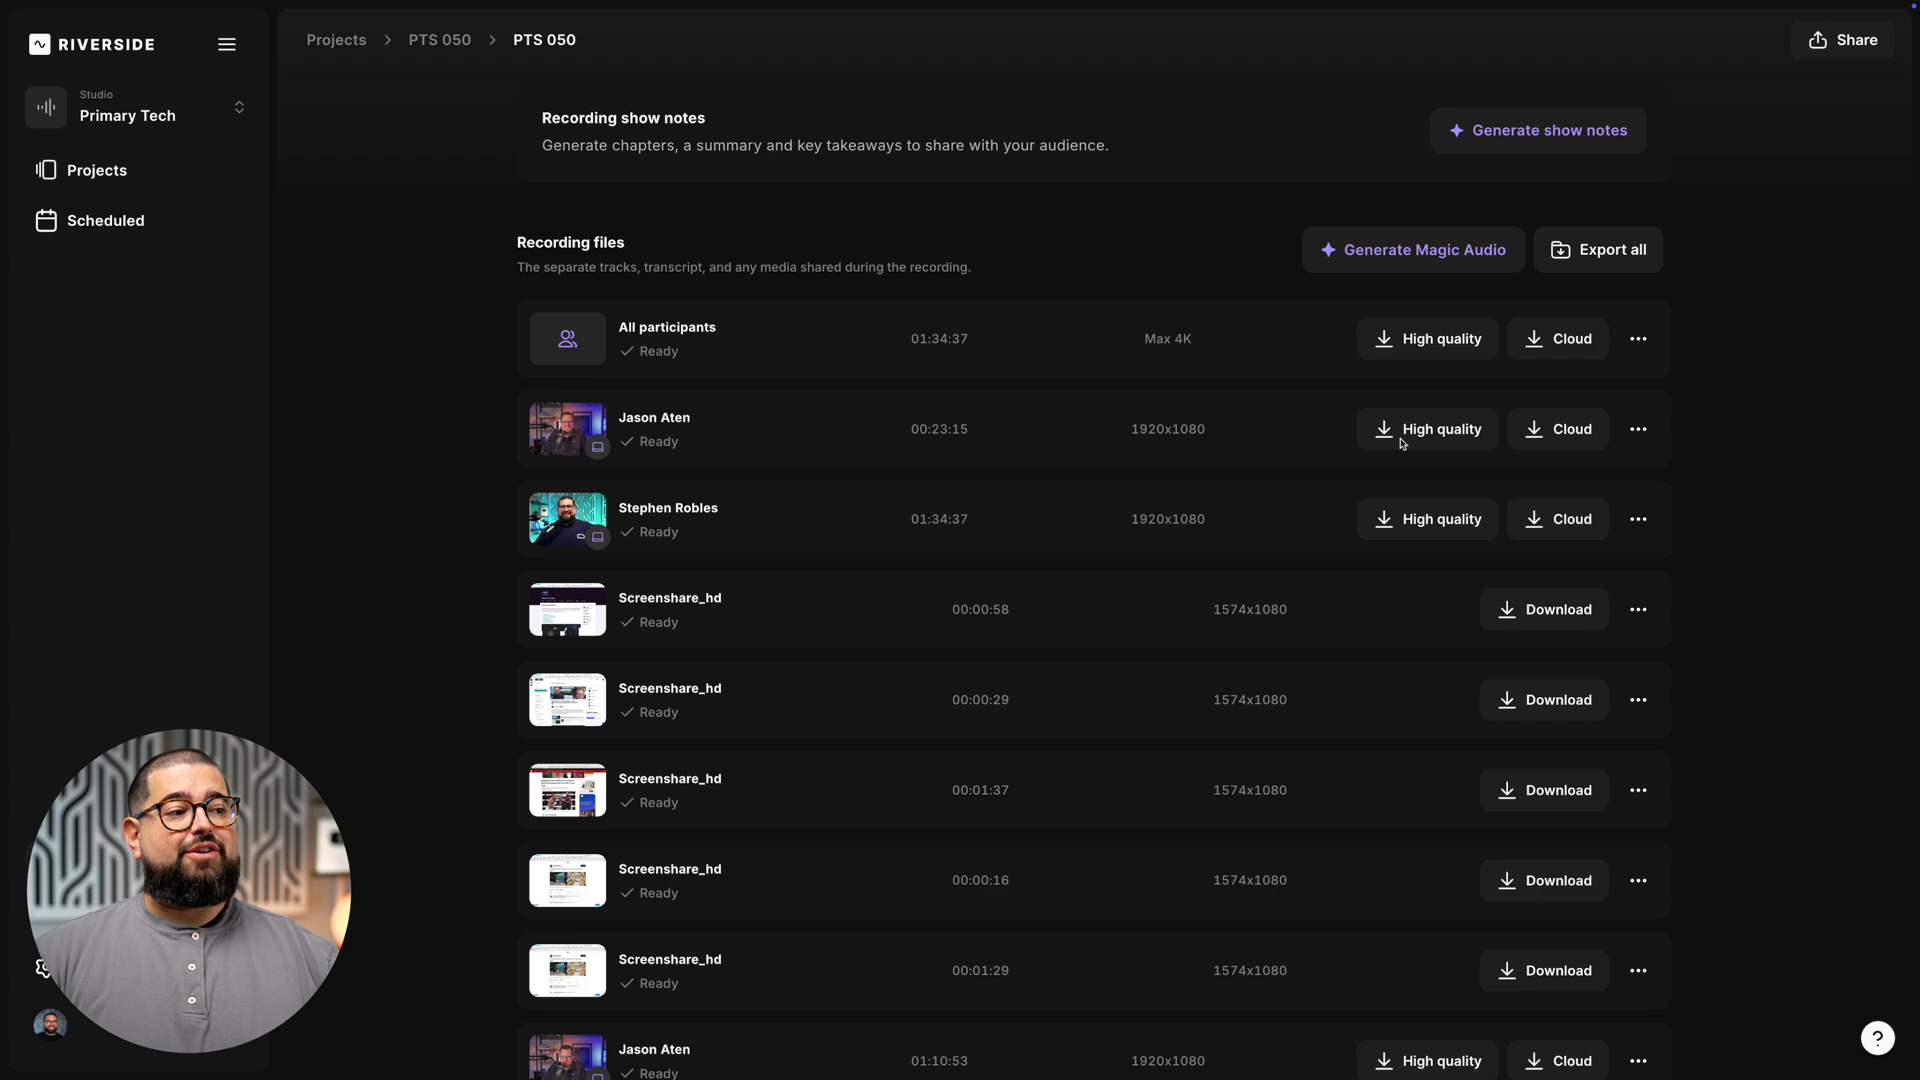 RIVERSIDE
Studio
Primary Tech
Projects
Scheduled
Projects > PTS 050 > PTS 050
Share
Recording show notes
Generate chapters, a summary and key takeaways to share with your audience.
Generate show notes
Recording files
The separate tracks, transcript, and any media shared during the recording.
Generate Magic Audio
Export all
All participants
Ready
01:34:37
Max 4K
High quality
Cloud
Jason Aten
Ready
00:23:15
1920x1080
High quality
Cloud
Stephen Robles
Ready
01:34:37
1920x1080
High quality
Cloud
Screenshare_hd
Ready
00:00:58
1574x1080
Download
Screenshare_hd
Ready
00:00:29
1574x1080
Download
Screenshare_hd
Ready
00:01:37
1574x1080
Download
Screenshare_hd
Ready
00:00:16
1574x1080
Download
Screenshare_hd
Ready
00:01:29
1574x1080
Download
Jason Aten
Ready
01:10:53
1920x1080
High quality
Cloud
?